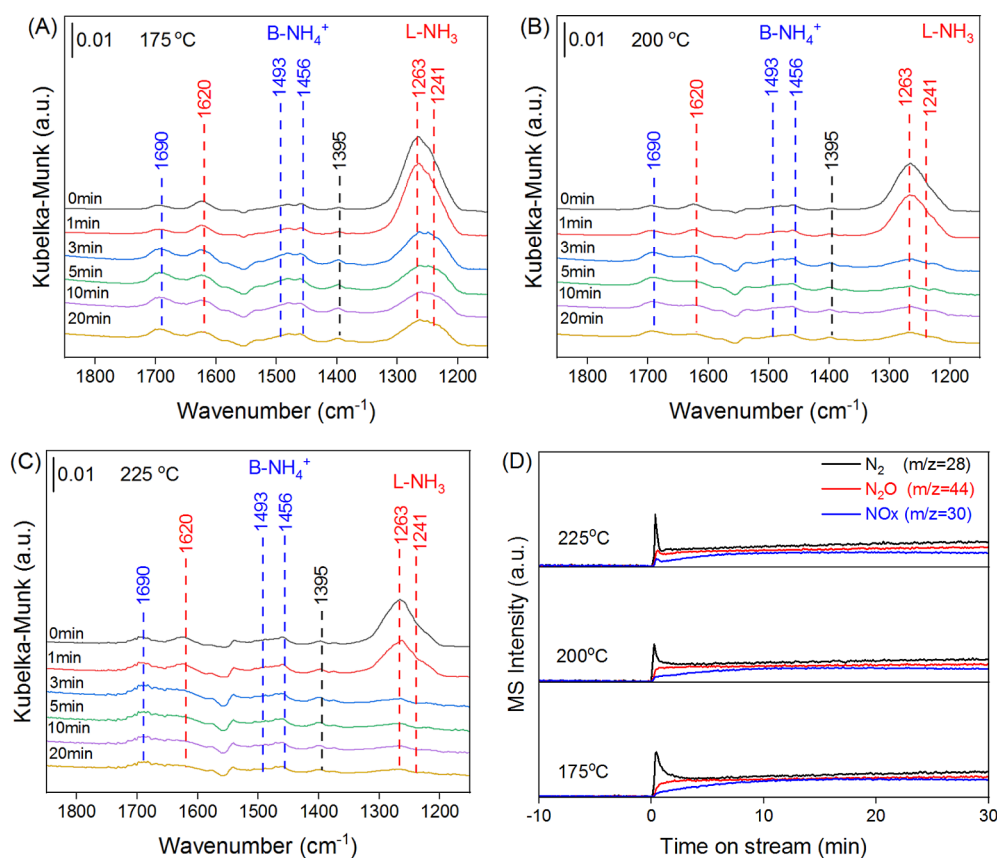 (A)
0.01 175 °C
B-NH₄⁺
L-NH₃
1690
1620
1493
1456
1395
1263
1241
0min
1min
3min
5min
10min
20min
Kubelka-Munk (a.u.)
1800 1700 1600 1500 1400 1300 1200
Wavenumber (cm⁻¹)
(B)
0.01 200 °C
B-NH₄⁺
L-NH₃
1690
1620
1493
1456
1395
1263
1241
0min
1min
3min
5min
10min
20min
Kubelka-Munk (a.u.)
1800 1700 1600 1500 1400 1300 1200
Wavenumber (cm⁻¹)
(C)
0.01 225 °C
B-NH₄⁺
L-NH₃
1690
1620
1493
1456
1395
1263
1241
0min
1min
3min
5min
10min
20min
Kubelka-Munk (a.u.)
1800 1700 1600 1500 1400 1300 1200
Wavenumber (cm⁻¹)
(D)
N₂ (m/z=28)
N₂O (m/z=44)
NOx (m/z=30)
225°C
200°C
175°C
MS Intensity (a.u.)
-10 0 10 20 30
Time on stream (min)